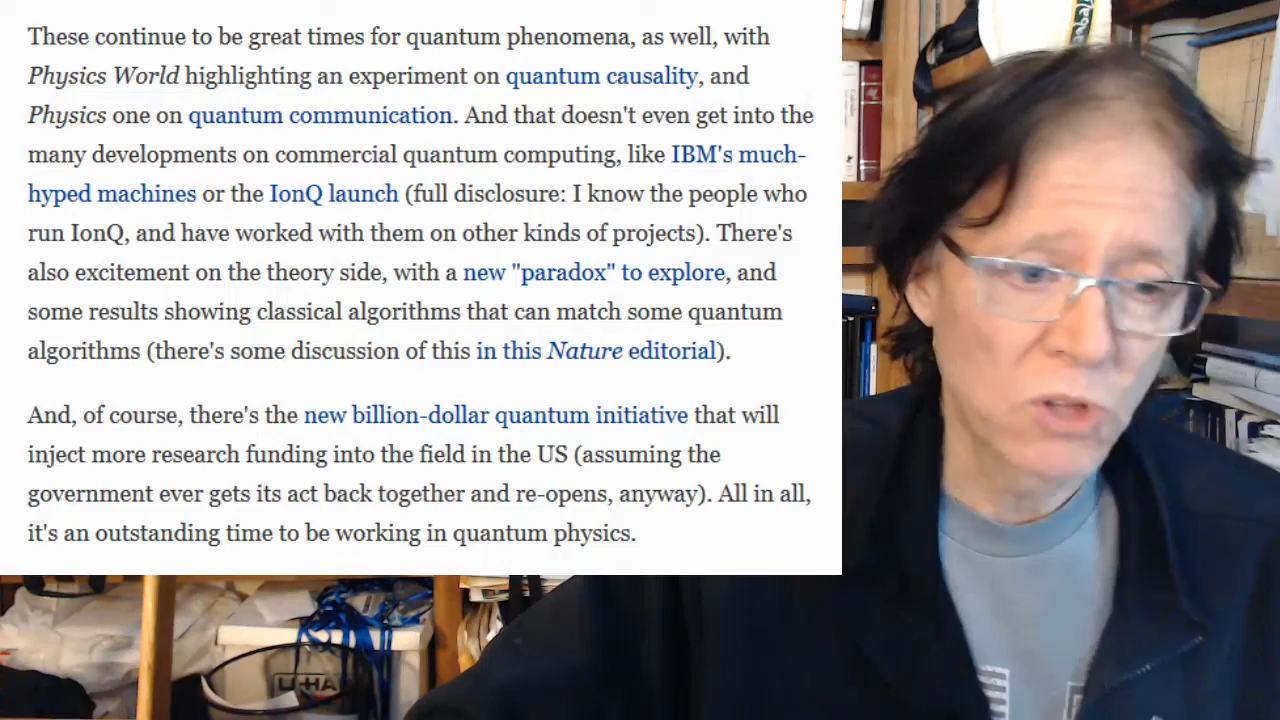 These continue to be great times for quantum phenomena, as well, with
Physics World highlighting an experiment on quantum causality, and
Physics one on quantum communication. And that doesn't even get into the
many developments on commercial quantum computing, like IBM's much-
hyped machines or the IonQ launch (full disclosure: I know the people who
run IonQ, and have worked with them on other kinds of projects). There's
also excitement on the theory side, with a new "paradox" to explore, and
some results showing classical algorithms that can match some quantum
algorithms (there's some discussion of this in this Nature editorial).
And, of course, there's the new billion-dollar quantum initiative that will
inject more research funding into the field in the US (assuming the
government ever gets its act back together and re-opens, anyway). All in all,
it's an outstanding time to be working in quantum physics.